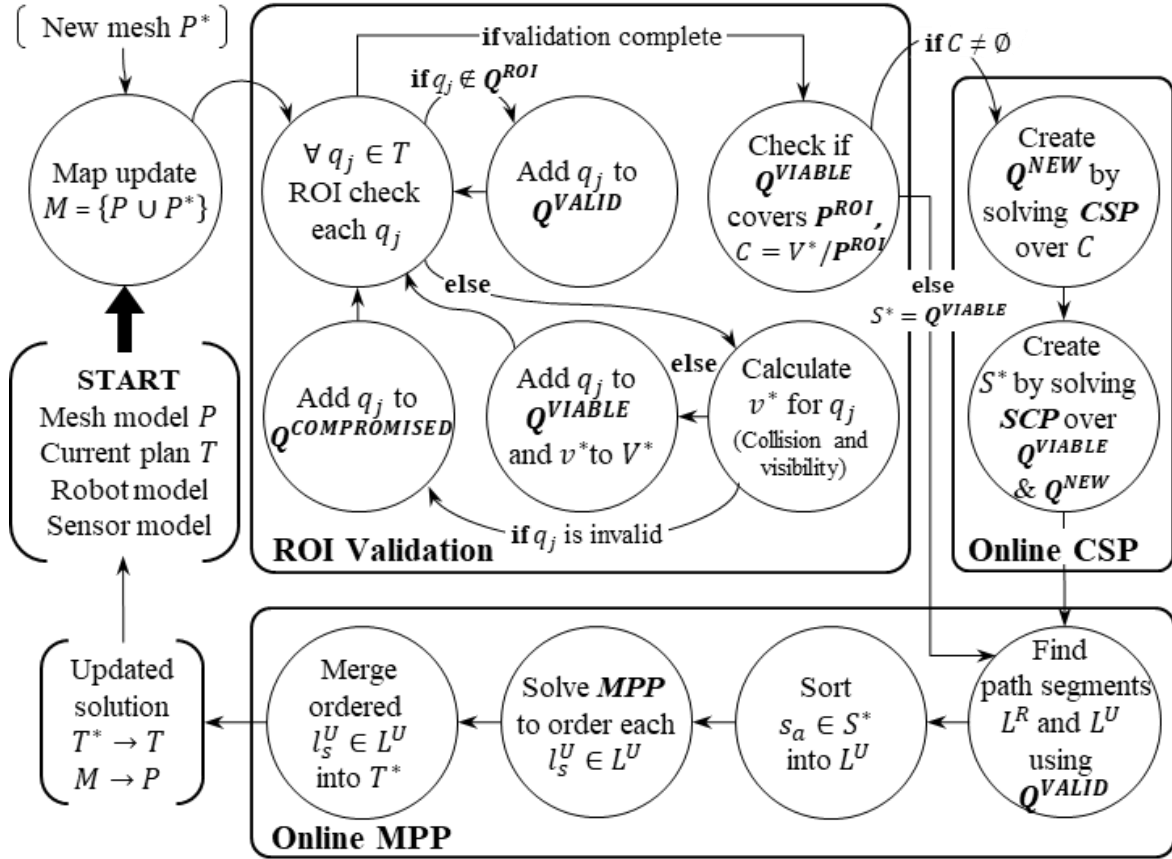 [New mesh P*]
Map update
M = {P ∪ P*}
START
Mesh model P
Current plan T
Robot model
Sensor model
Updated
solution
T* → T
M → P
if validation complete
if q_j ∉ Q^ROI
∀ q_j ∈ T
ROI check
each q_j
Add q_j to
Q^VALID
Check if
Q^VIABLE
covers P^ROI,
C = V*/P^ROI
else
Add q_j to
Q^COMPROMISED
Add q_j to
Q^VIABLE
and v* to V*
else
Calculate
v* for q_j
(Collision and
visibility)
if q_j is invalid
ROI Validation
if C ≠ ∅
else
S* = Q^VIABLE
Create
Q^NEW by
solving CSP
over C
Create
S* by solving
SCP over
Q^VIABLE
& Q^NEW
Online CSP
Find
path segments
L^R and L^U
using
Q^VALID
Sort
s_a ∈ S*
into L^U
Solve MPP
to order each
l_s^U ∈ L^U
Merge
ordered
l_s^U ∈ L^U
into T*
Online MPP